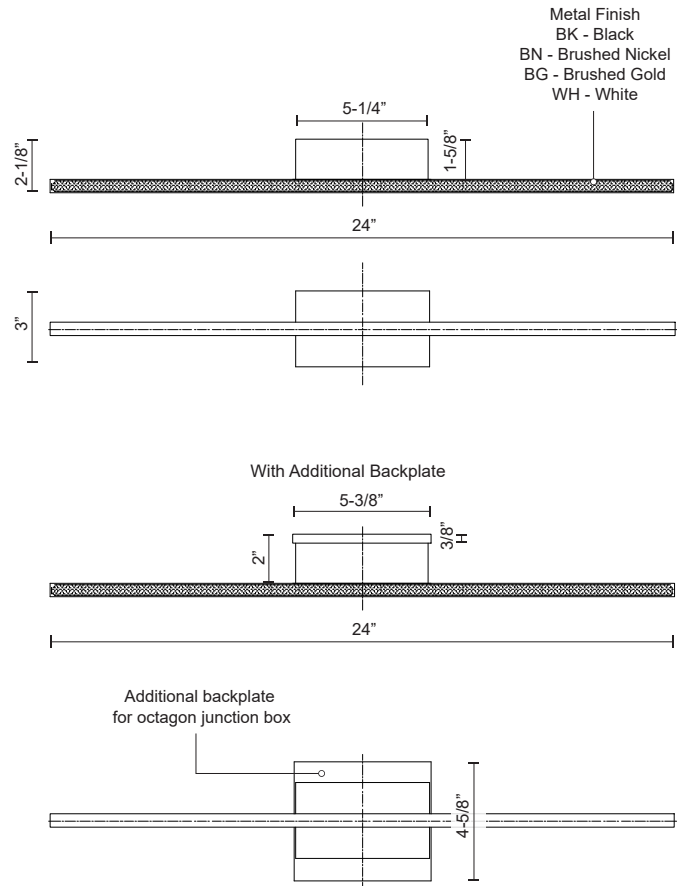 Metal Finish
BK - Black
BN - Brushed Nickel
BG - Brushed Gold
WH - White
5-1/4”
2-1/8”
1-5/8”
24”
3”
With Additional Backplate
5-3/8”
2”
3/8”
24”
Additional backplate
for octagon junction box
4-5/8”